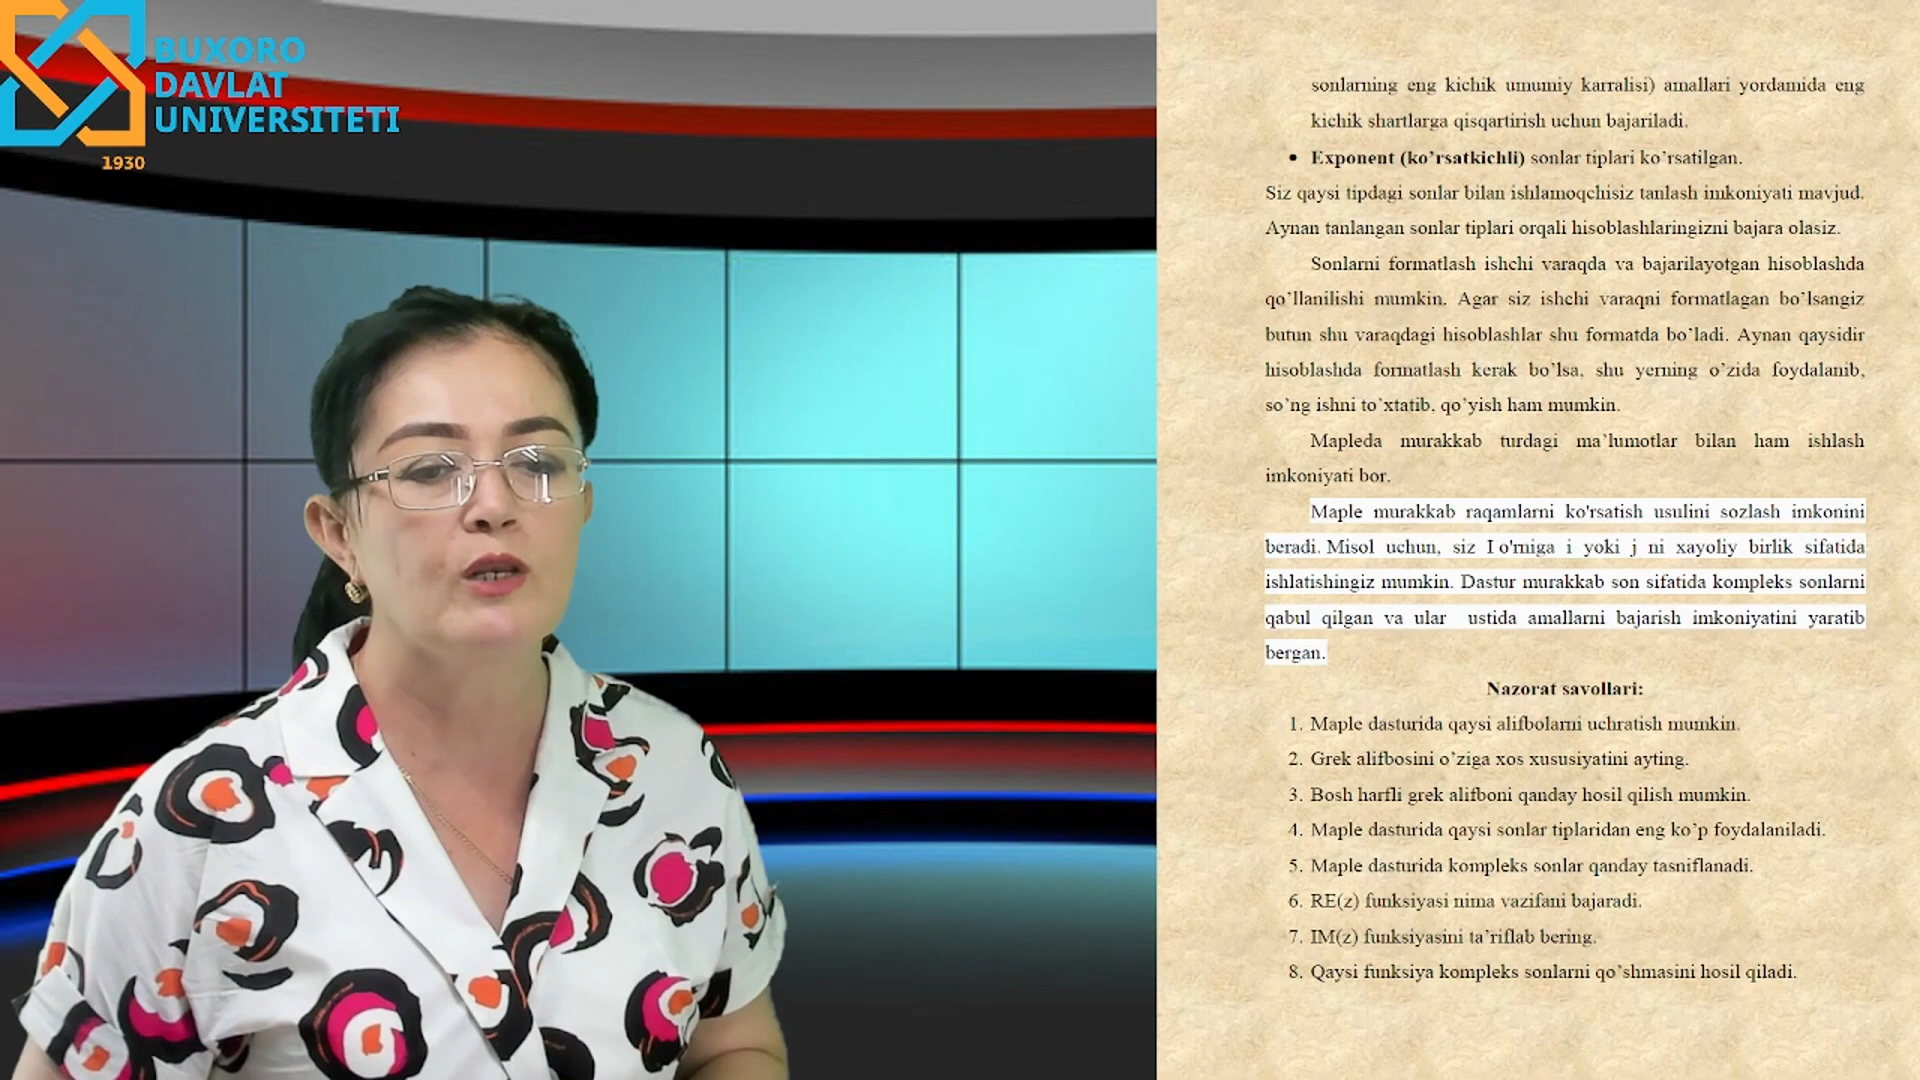 BUXORO
DAVLAT
UNIVERSITETI
1930
sonlarning eng kichik umumiy karralisi) amallari yordamida eng
kichik shartlarga qisqartirish uchun bajariladi.
• Exponent (ko’rsatkichli) sonlar tiplari ko’rsatilgan.
Siz qaysi tipdagi sonlar bilan ishlamoqchisiz tanlash imkoniyati mavjud.
Aynan tanlangan sonlar tiplari orqali hisoblashlaringizni bajara olasiz.
Sonlarni formatlash ishchi varaqda va bajarilayotgan hisoblashda
qo’llanilishi mumkin. Agar siz ishchi varaqni formatlagan bo’lsangiz
butun shu varaqdagi hisoblashlar shu formatda bo’ladi. Aynan qaysidir
hisoblashda formatlash kerak bo’lsa, shu yerning o’zida foydalanib,
so’ng ishni to’xtatib, qo’yish ham mumkin.
Mapleda murakkab turdagi ma’lumotlar bilan ham ishlash
imkoniyati bor.
Maple murakkab raqamlarni ko'rsatish usulini sozlash imkonini
beradi. Misol uchun, siz I o'rniga i yoki j ni xayoliy birlik sifatida
ishlatishingiz mumkin. Dastur murakkab son sifatida kompleks sonlarni
qabul qilgan va ular ustida amallarni bajarish imkoniyatini yaratib
bergan.
Nazorat savollari:
1. Maple dasturida qaysi alifbolarni uchratish mumkin.
2. Grek alifbosini o’ziga xos xususiyatini ayting.
3. Bosh harfli grek alifboni qanday hosil qilish mumkin.
4. Maple dasturida qaysi sonlar tiplaridan eng ko’p foydalaniladi.
5. Maple dasturida kompleks sonlar qanday tasniflanadi.
6. RE(z) funksiyasi nima vazifani bajaradi.
7. IM(z) funksiyasini ta’riflab bering.
8. Qaysi funksiya kompleks sonlarni qo’shmasini hosil qiladi.